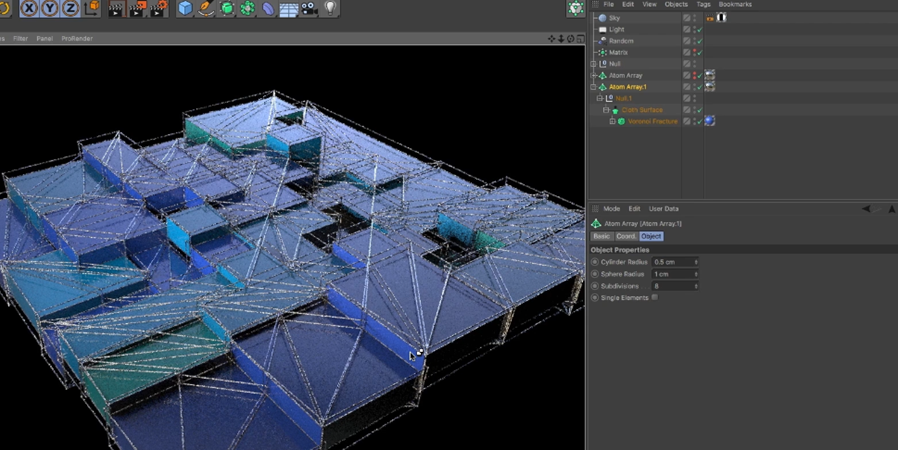 File Edit View Objects Tags Bookmarks
X Y Z
Filter Panel ProRender
Sky
Light
Random
Matrix
Null
Atom Array
Atom Array.1
Null.1
Cloth Surface
Voronoi Fracture
Mode Edit User Data
Atom Array [Atom Array.1]
Basic Coord. Object
Object Properties
Cylinder Radius 0.5 cm
Sphere Radius 1 cm
Subdivisions 8
Single Elements